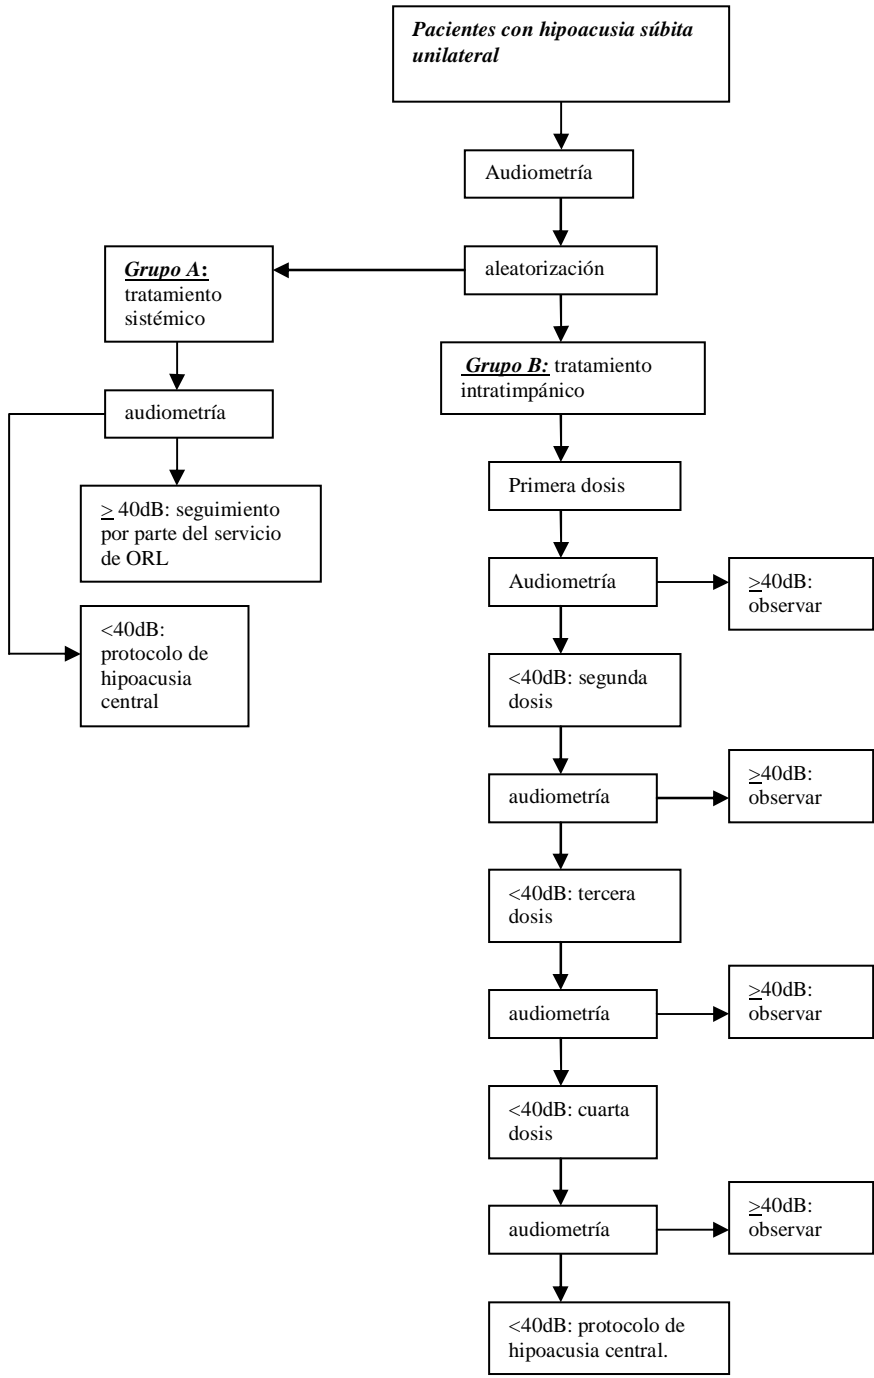 Pacientes con hipoacusia súbita
unilateral
Audiometría
aleatorización
Grupo A:
tratamiento
sistémico
audiometría
≥ 40dB: seguimiento
por parte del servicio
de ORL
<40dB:
protocolo de
hipoacusia
central
Grupo B: tratamiento
intratimpánico
Primera dosis
Audiometría
≥40dB:
observar
<40dB: segunda
dosis
audiometría
≥40dB:
observar
<40dB: tercera
dosis
audiometría
≥40dB:
observar
<40dB: cuarta
dosis
audiometría
≥40dB:
observar
<40dB: protocolo de
hipoacusia central.